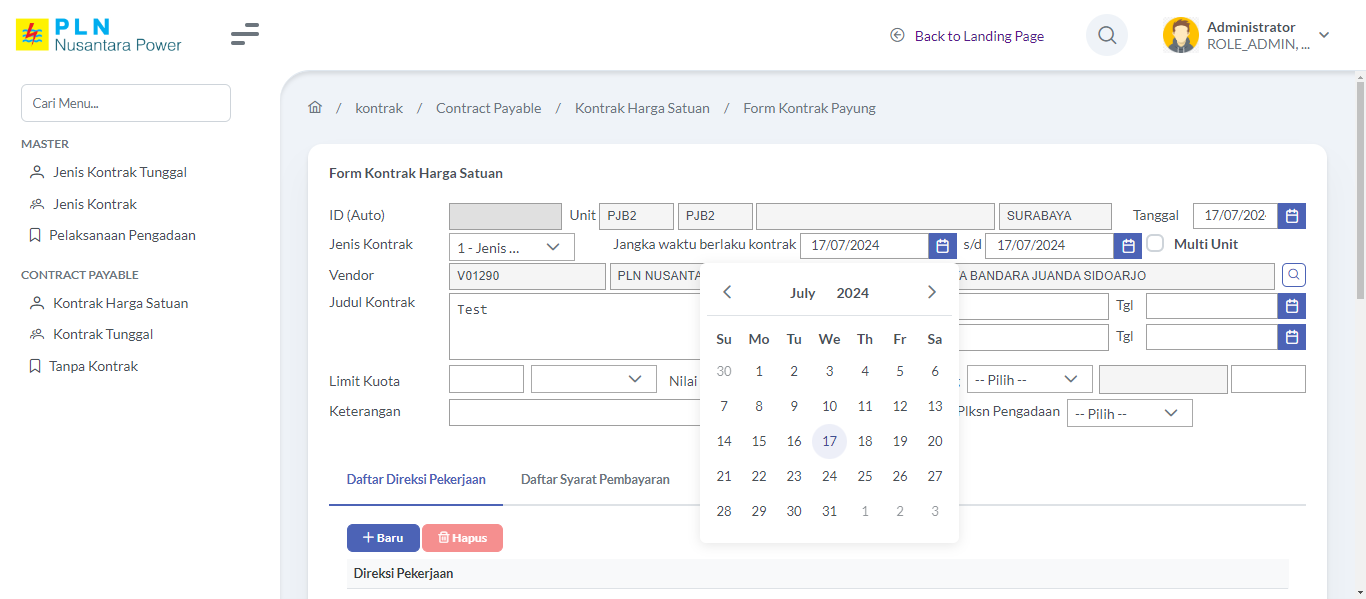 PLN
Nusantara Power
Back to Landing Page
Administrator
ROLE_ADMIN, ...
Cari Menu...
MASTER
Jenis Kontrak Tunggal
Jenis Kontrak
Pelaksanaan Pengadaan
CONTRACT PAYABLE
Kontrak Harga Satuan
Kontrak Tunggal
Tanpa Kontrak
/ kontrak / Contract Payable / Kontrak Harga Satuan / Form Kontrak Payung
Form Kontrak Harga Satuan
ID (Auto) Unit PJB2 PJB2 SURABAYA Tanggal 17/07/202
Jenis Kontrak 1 - Jenis ... Jangka waktu berlaku kontrak 17/07/2024 s/d 17/07/2024 Multi Unit
Vendor V01290 PLN NUSANTA A BANDARA JUANDA SIDOARJO
Judul Kontrak Test Tgl
Tgl
Limit Kuota Nilai -- Pilih --
Keterangan Plksn Pengadaan -- Pilih --
July 2024
Su Mo Tu We Th Fr Sa
30 1 2 3 4 5 6
7 8 9 10 11 12 13
14 15 16 17 18 19 20
21 22 23 24 25 26 27
28 29 30 31 1 2 3
Daftar Direksi Pekerjaan Daftar Syarat Pembayaran
Baru Hapus
Direksi Pekerjaan